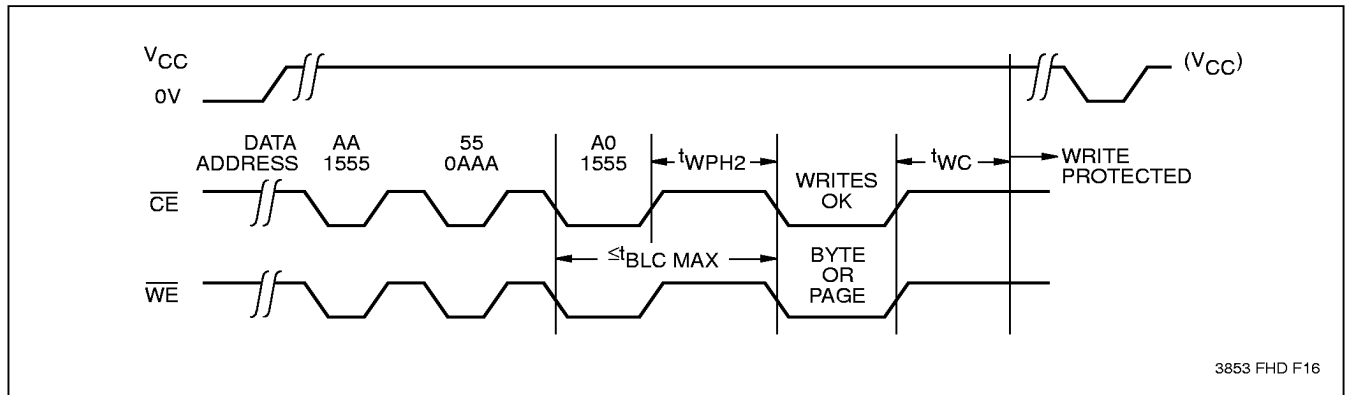 VCC
0V
(VCC)
DATA AA 55 A0
ADDRESS 1555 0AAA 1555
tWPH2
WRITES
OK
tWC
WRITE
PROTECTED
CE
≤tBLC MAX
BYTE
OR
PAGE
WE
3853 FHD F16